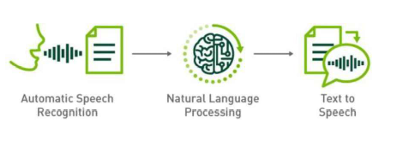 Automatic Speech
Recognition
Natural Language
Processing
Text to
Speech